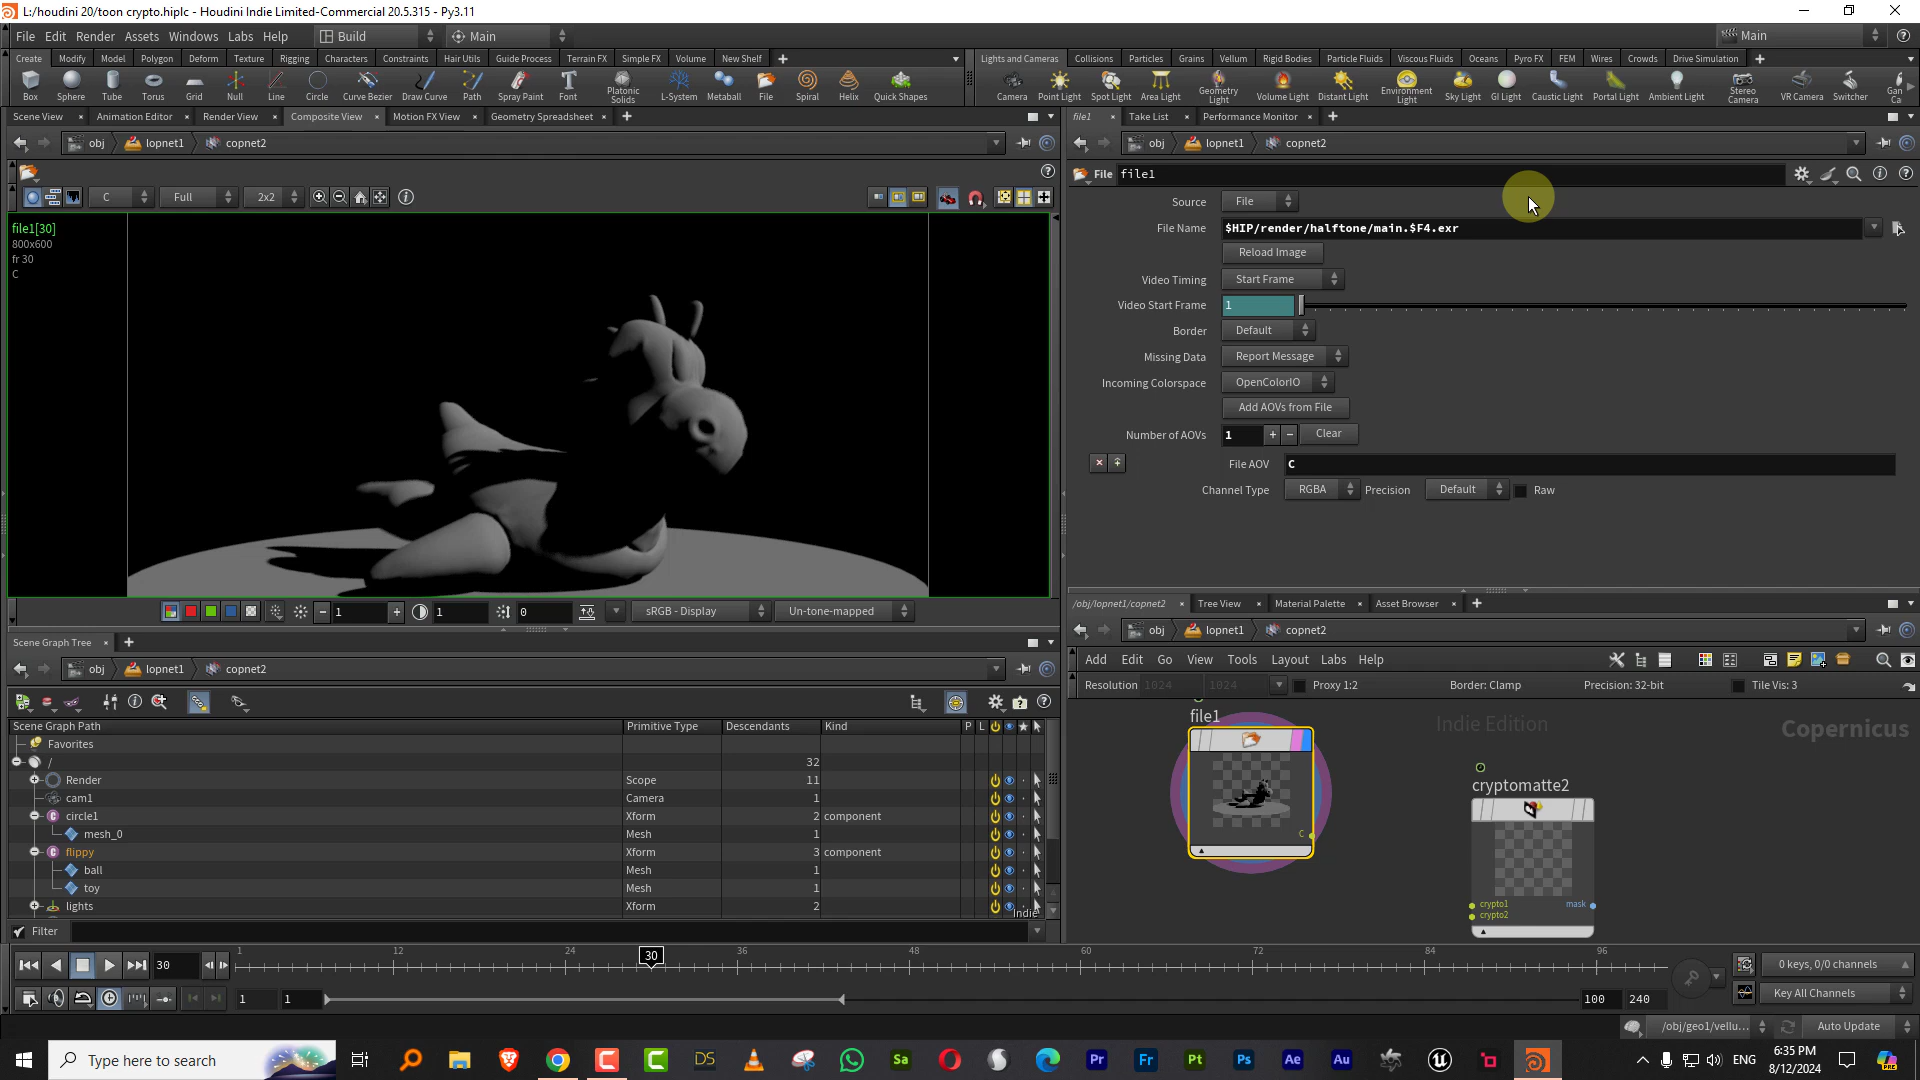 L:/houdini 20/toon crypto.hiplc - Houdini Indie Limited-Commercial 20.5.315 - Py3.11
File Edit Render Assets Windows Labs Help Build Main Main
Create Modify Model Polygon Deform Texture Rigging Characters Constraints Hair Utils Guide Process Terrain FX Simple FX Volume New Shelf
Lights and Cameras Collisions Particles Grains Vellum Rigid Bodies Particle Fluids Viscous Fluids Oceans Pyro FX FEM Wires Crowds Drive Simulation
Box Sphere Tube Torus Grid Null Line Circle Curve Bezier Draw Curve Path Spray Paint Font Platonic Solids L-System Metaball File Spiral Helix Quick Shapes
Camera Point Light Spot Light Area Light Geometry Light Volume Light Distant Light Environment Light Sky Light GI Light Caustic Light Portal Light Ambient Light Stereo Camera VR Camera Switcher Gan Ca
Scene View Animation Editor Render View Composite View Motion FX View Geometry Spreadsheet
file1 Take List Performance Monitor
obj lopnet1 copnet2
obj lopnet1 copnet2
File file1
C Full 2x2
file1[30]
800x600
fr 30
C
Source File
File Name $HIP/render/halftone/main.$F4.exr
Reload Image
Video Timing Start Frame
Video Start Frame 1
Border Default
Missing Data Report Message
Incoming Colorspace OpenColorIO
Add AOVs from File
Number of AOVs 1 + − Clear
File AOV C
Channel Type RGBA Precision Default Raw
1 1 0 sRGB - Display Un-tone-mapped
/obj/lopnet1/copnet2 Tree View Material Palette Asset Browser
obj lopnet1 copnet2
Add Edit Go View Tools Layout Labs Help
Resolution 1024 1024 Proxy 1:2 Border: Clamp Precision: 32-bit Tile Vis: 3
Indie Edition
Copernicus
file1
C
cryptomatte2
crypto1 mask
crypto2
Scene Graph Tree
obj lopnet1 copnet2
Scene Graph Path Primitive Type Descendants Kind P L
Favorites
/ 32
Render Scope 11
cam1 Camera 1
circle1 Xform 2 component
mesh_0 Mesh 1
flippy Xform 3 component
ball Mesh 1
toy Mesh 1
lights Xform 2
Indie
Filter
30 1 12 24 30 36 48 60 72 84 96
0 keys, 0/0 channels
1 1 100 240 Key All Channels
/obj/geo1/vellu... Auto Update
Type here to search
ENG
6:35 PM
8/12/2024